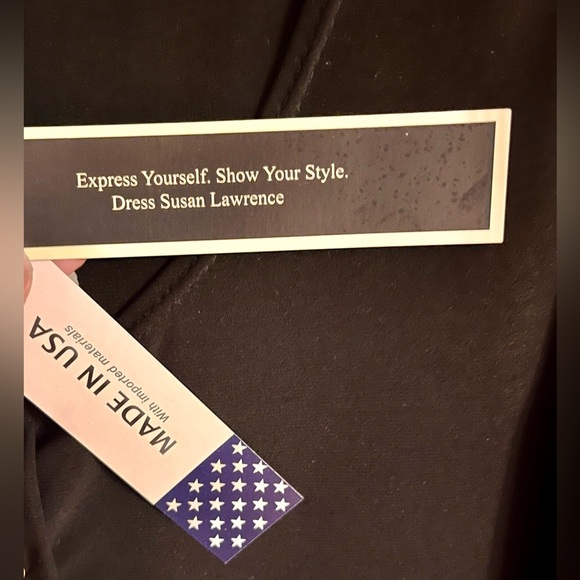 Express Yourself. Show Your Style.
Dress Susan Lawrence
MADE IN USA
With imported materials